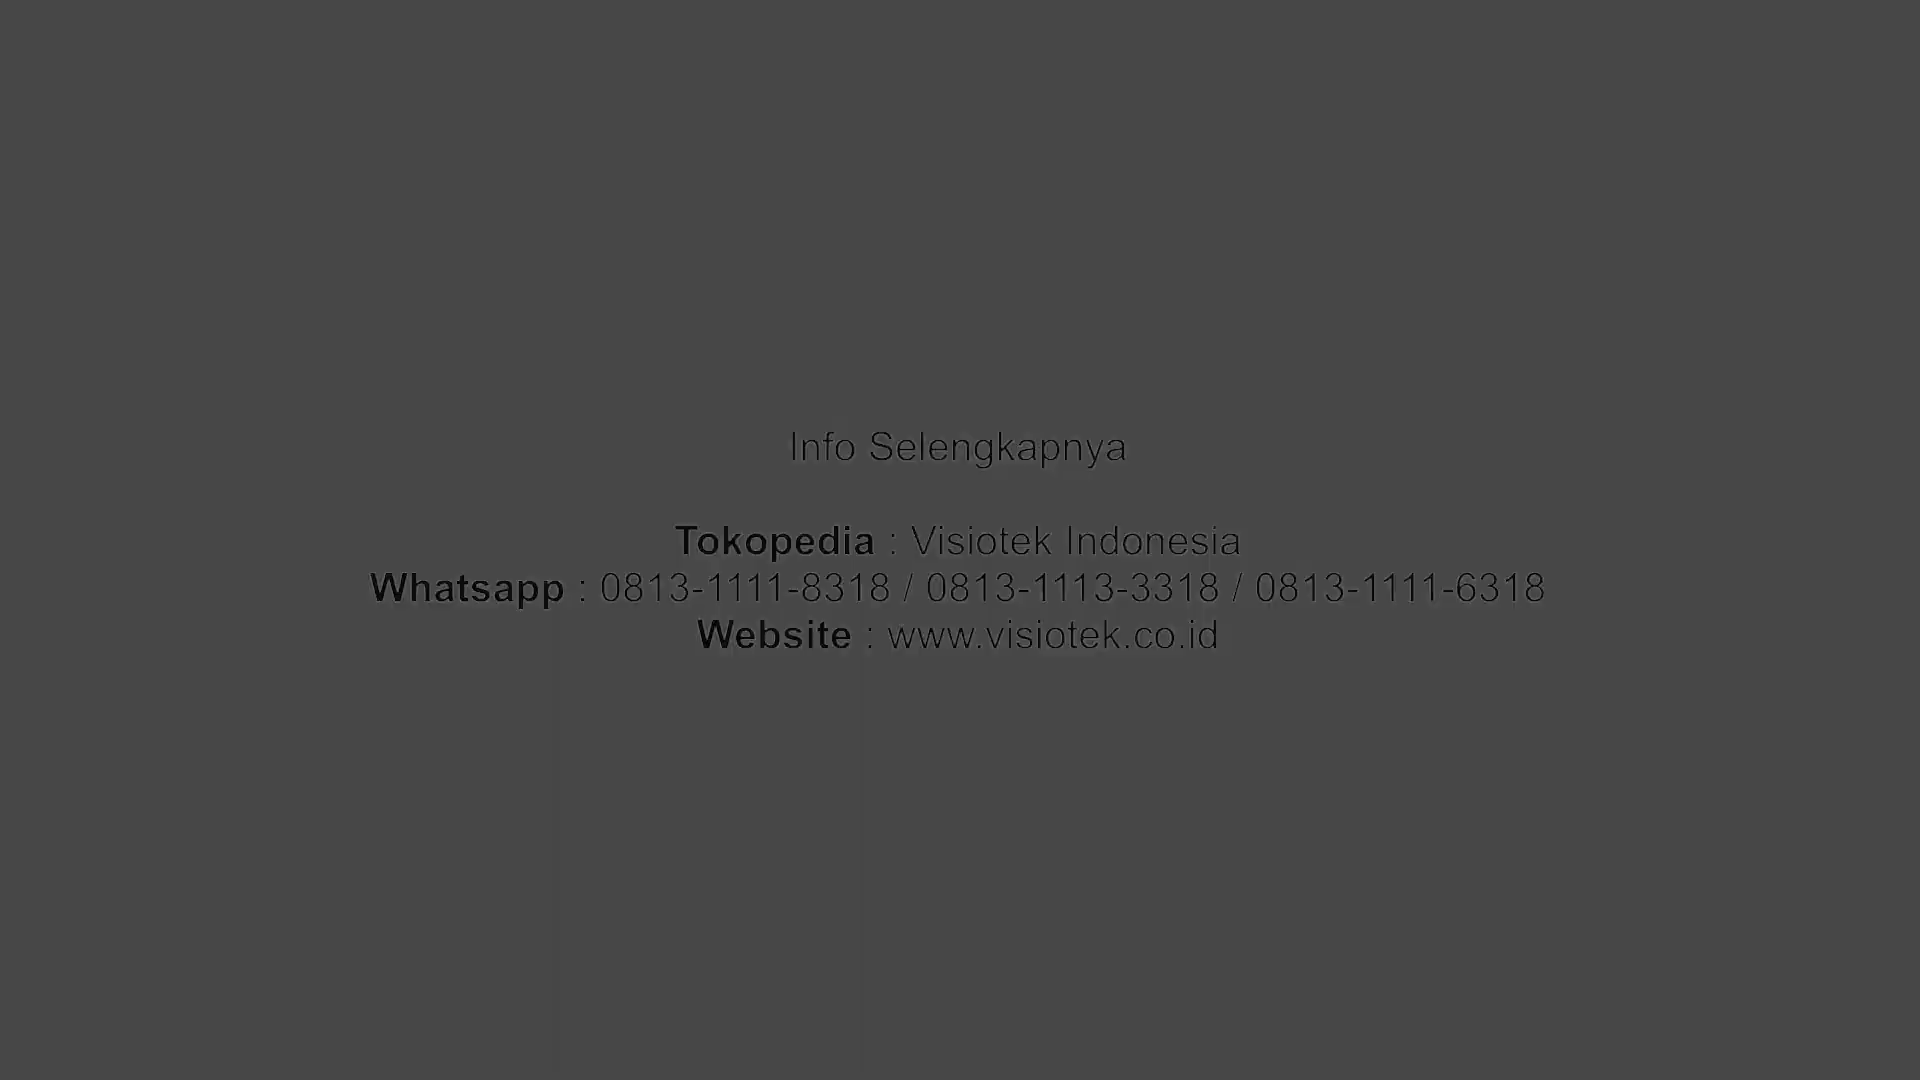 Info Selengkapnya
Tokopedia : Visiotek Indonesia
Whatsapp : 0813-1111-8318 / 0813-1113-3318 / 0813-1111-6318
Website : www.visiotek.co.id